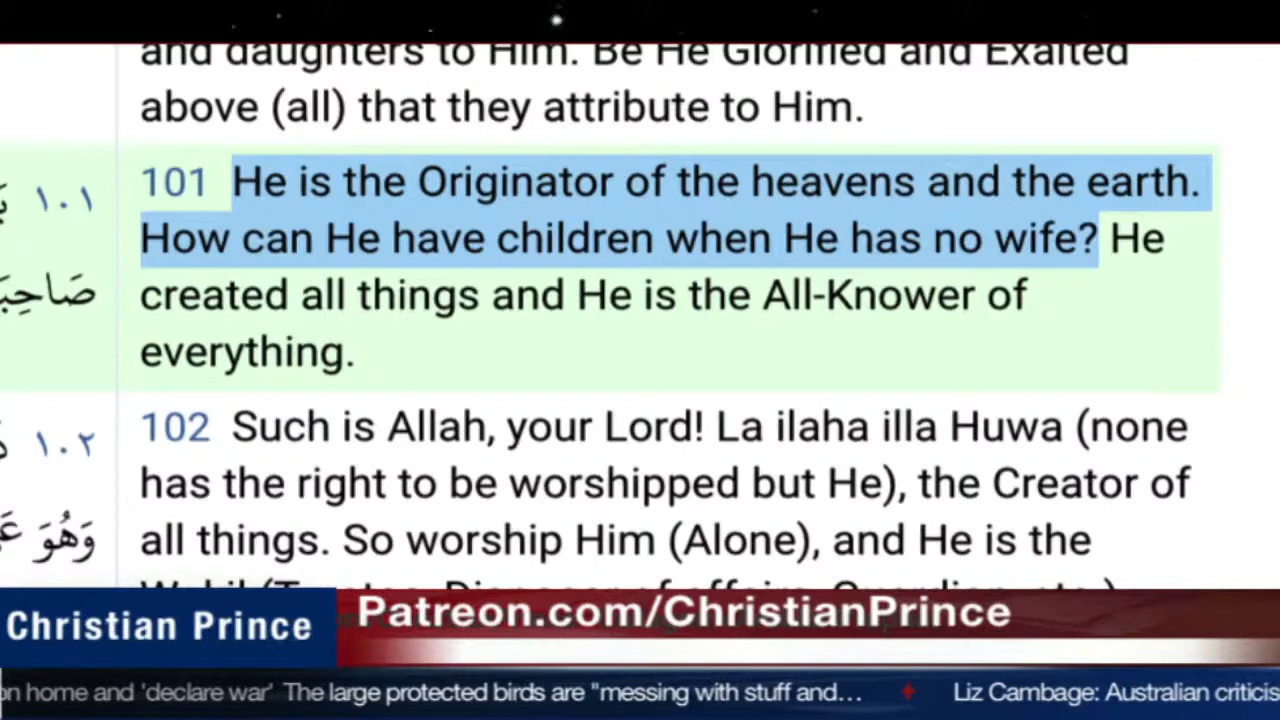 and daughters to Him. Be He Glorified and Exalted
above (all) that they attribute to Him.
١٠١
101 He is the Originator of the heavens and the earth.
How can He have children when He has no wife? He
created all things and He is the All-Knower of
everything.
١٠٢
102 Such is Allah, your Lord! La ilaha illa Huwa (none
has the right to be worshipped but He), the Creator of
all things. So worship Him (Alone), and He is the
وَهُوَ
Christian Prince
Patreon.com/ChristianPrince
on home and 'declare war' The large protected birds are "messing with stuff and... Liz Cambage: Australian criticis